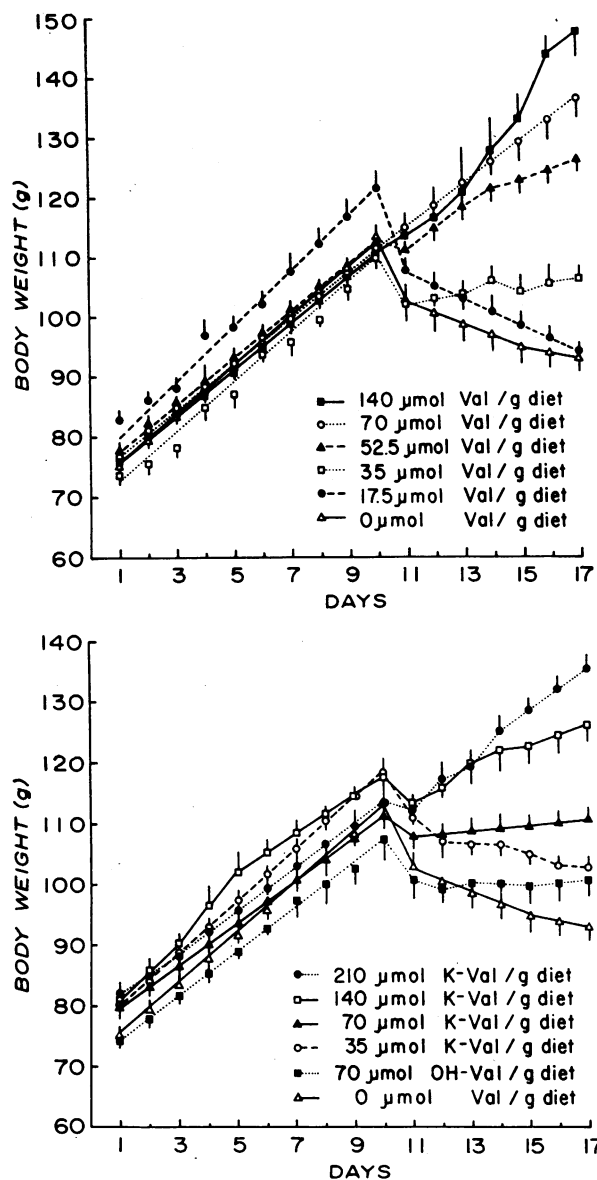 150
140
130
120
110
100
90
80
70
60
BODY WEIGHT (g)
140 µmol Val/g diet
70 µmol Val/g diet
52.5 µmol Val/g diet
35 µmol Val/g diet
17.5 µmol Val/g diet
0 µmol Val/g diet
1 3 5 7 9 11 13 15 17
DAYS
140
130
120
110
100
90
80
70
60
BODY WEIGHT (g)
210 µmol K-Val/g diet
140 µmol K-Val/g diet
70 µmol K-Val/g diet
35 µmol K-Val/g diet
70 µmol OH-Val/g diet
0 µmol Val/g diet
1 3 5 7 9 11 13 15 17
DAYS